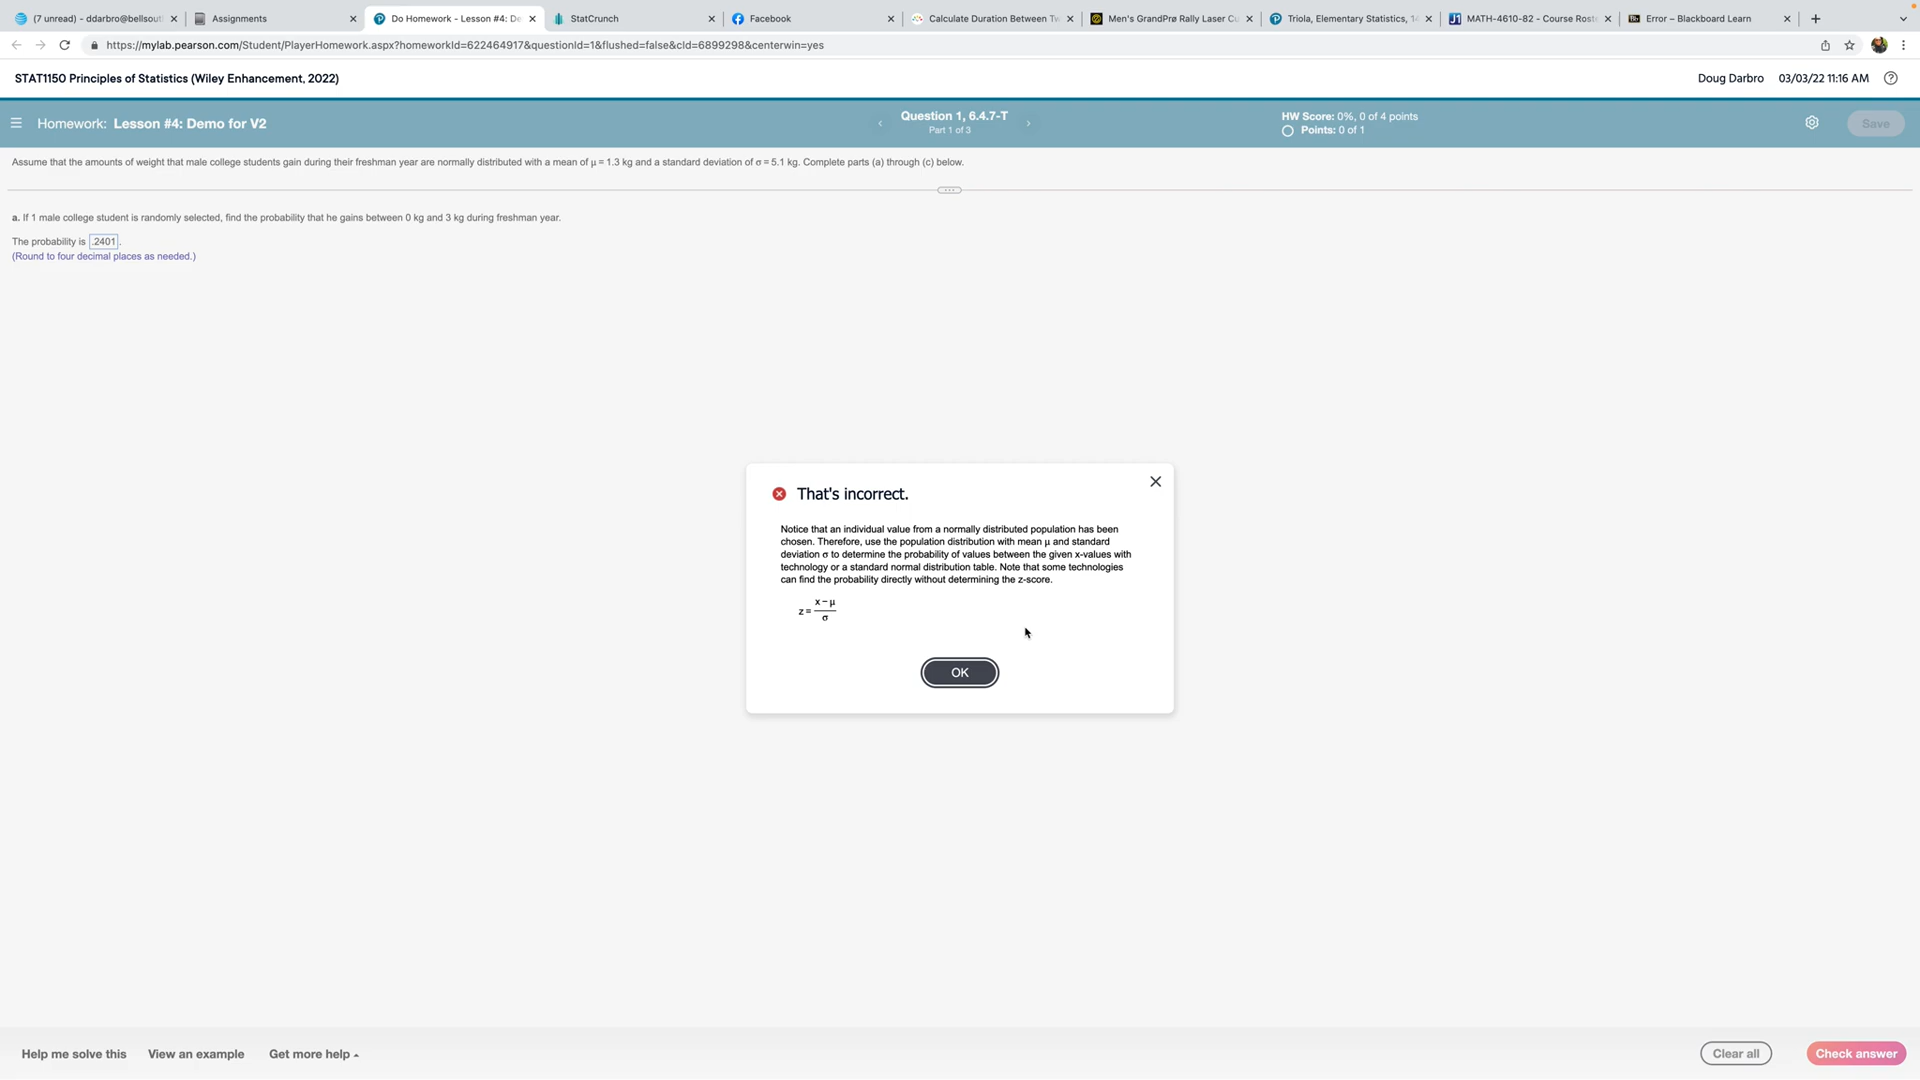 (7 unread) - ddarbro@bellsout
Assignments
Do Homework - Lesson #4: De
StatCrunch
Facebook
Calculate Duration Between Tw
Men's GrandPrø Rally Laser Cu
Triola, Elementary Statistics, 14
MATH-4610-82 - Course Roste
Error – Blackboard Learn
https://mylab.pearson.com/Student/PlayerHomework.aspx?homeworkId=622464917&questionId=1&flushed=false&cId=6899298&centerwin=yes
STAT1150 Principles of Statistics (Wiley Enhancement, 2022)
Doug Darbro 03/03/22 11:16 AM
Homework: Lesson #4: Demo for V2
Question 1, 6.4.7-T
Part 1 of 3
HW Score: 0%, 0 of 4 points
Points: 0 of 1
Save
Assume that the amounts of weight that male college students gain during their freshman year are normally distributed with a mean of μ = 1.3 kg and a standard deviation of σ = 5.1 kg. Complete parts (a) through (c) below.
a. If 1 male college student is randomly selected, find the probability that he gains between 0 kg and 3 kg during freshman year.
The probability is .2401.
(Round to four decimal places as needed.)
That's incorrect.
Notice that an individual value from a normally distributed population has been
chosen. Therefore, use the population distribution with mean μ and standard
deviation σ to determine the probability of values between the given x-values with
technology or a standard normal distribution table. Note that some technologies
can find the probability directly without determining the z-score.
x − μ
z =
σ
OK
Help me solve this
View an example
Get more help
Clear all
Check answer